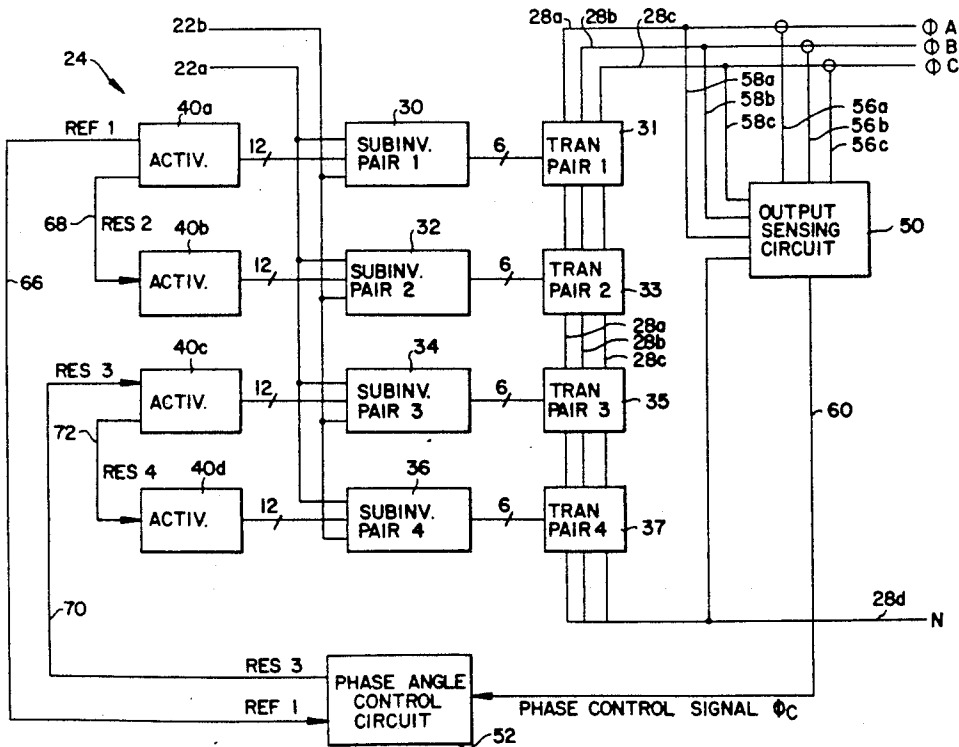 22b
28a
28b
28c
Φ A
Φ B
Φ C
22a
24
58a
58b
58c
56a
56b
56c
REF 1
40a
ACTIV.
12
30
SUBINV.
PAIR 1
6
31
TRAN
PAIR 1
OUTPUT
SENSING
CIRCUIT
50
68
RES 2
40b
ACTIV.
12
32
SUBINV.
PAIR 2
6
TRAN
PAIR 2
33
66
28a
28b
28c
RES 3
40c
ACTIV.
12
34
SUBINV.
PAIR 3
6
TRAN
PAIR 3
35
60
72
RES 4
40d
ACTIV.
12
36
SUBINV.
PAIR 4
6
TRAN
PAIR 4
37
70
28d
N
RES 3
REF 1
PHASE ANGLE
CONTROL
CIRCUIT
52
PHASE CONTROL SIGNAL ΦC